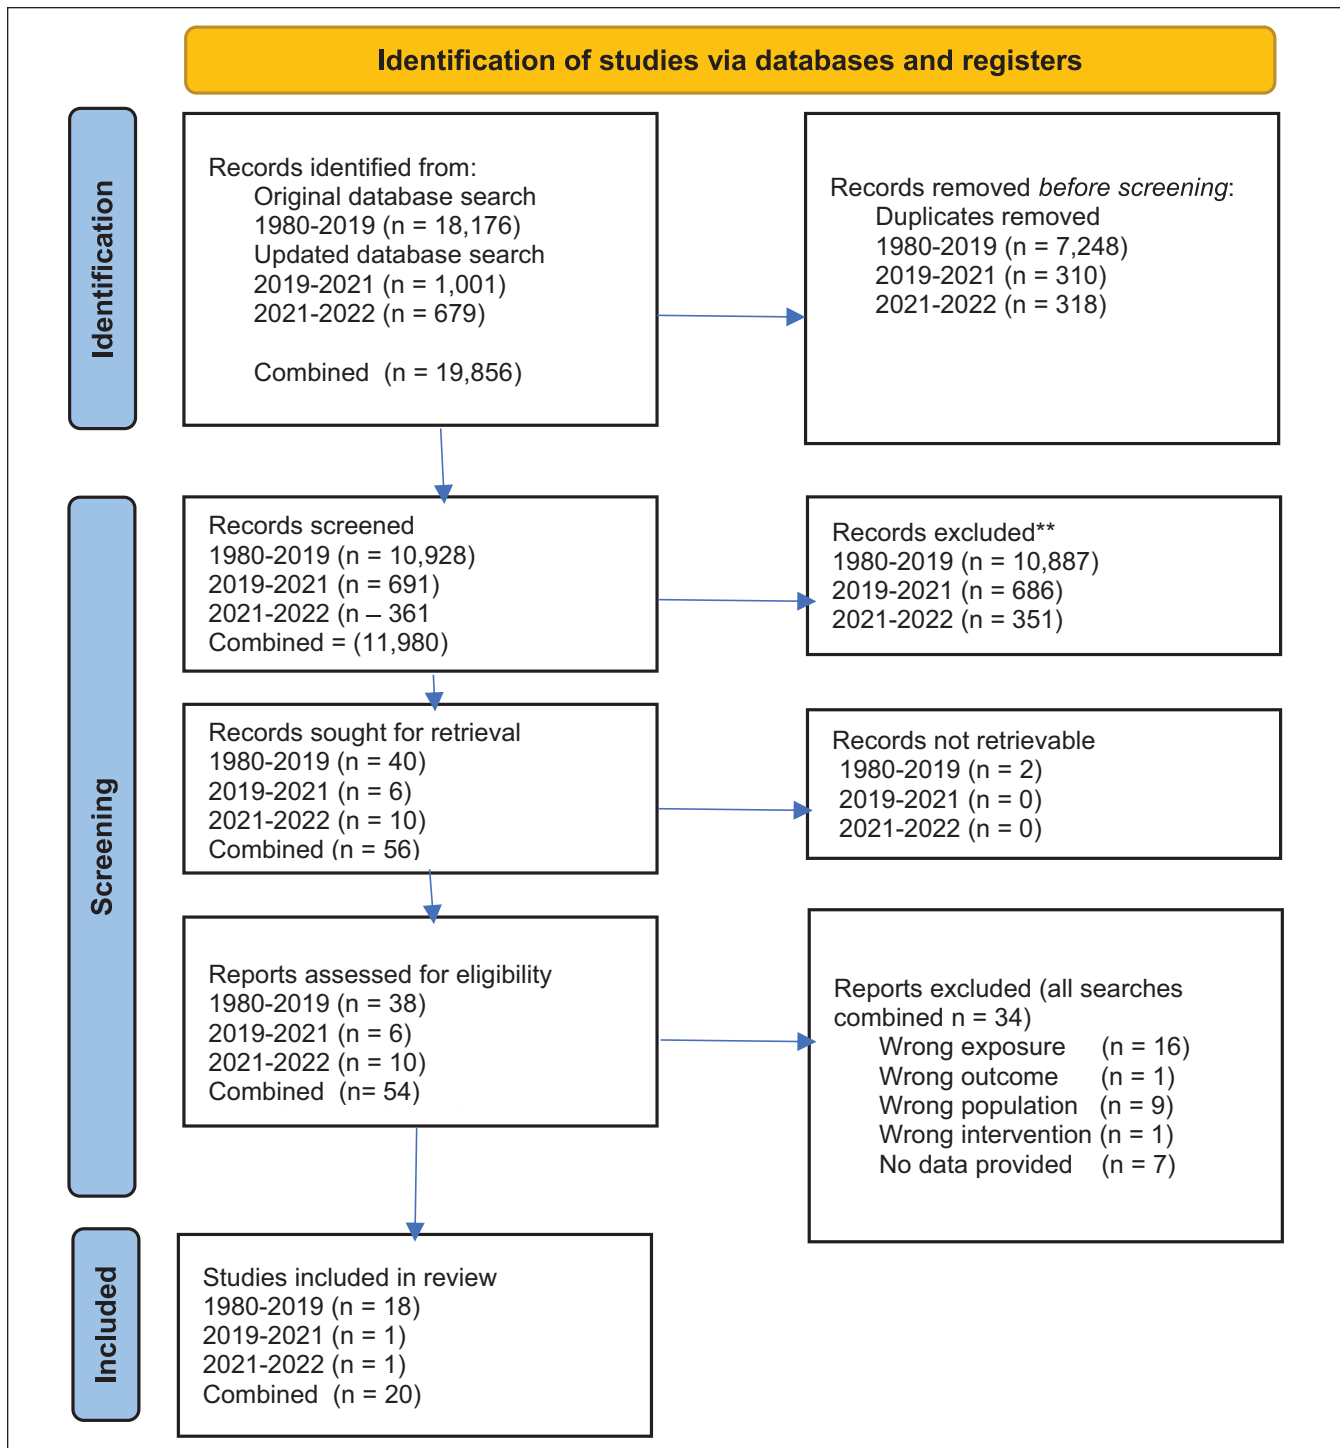 Identification of studies via databases and registers
Identification
Records identified from:
Original database search
1980-2019 (n = 18,176)
Updated database search
2019-2021 (n = 1,001)
2021-2022 (n = 679)
Combined (n = 19,856)
Records removed before screening:
Duplicates removed
1980-2019 (n = 7,248)
2019-2021 (n = 310)
2021-2022 (n = 318)
Screening
Records screened
1980-2019 (n = 10,928)
2019-2021 (n = 691)
2021-2022 (n – 361
Combined = (11,980)
Records excluded**
1980-2019 (n = 10,887)
2019-2021 (n = 686)
2021-2022 (n = 351)
Records sought for retrieval
1980-2019 (n = 40)
2019-2021 (n = 6)
2021-2022 (n = 10)
Combined (n = 56)
Records not retrievable
1980-2019 (n = 2)
2019-2021 (n = 0)
2021-2022 (n = 0)
Reports assessed for eligibility
1980-2019 (n = 38)
2019-2021 (n = 6)
2021-2022 (n = 10)
Combined (n= 54)
Reports excluded (all searches
combined n = 34)
Wrong exposure (n = 16)
Wrong outcome (n = 1)
Wrong population (n = 9)
Wrong intervention (n = 1)
No data provided (n = 7)
Included
Studies included in review
1980-2019 (n = 18)
2019-2021 (n = 1)
2021-2022 (n = 1)
Combined (n = 20)